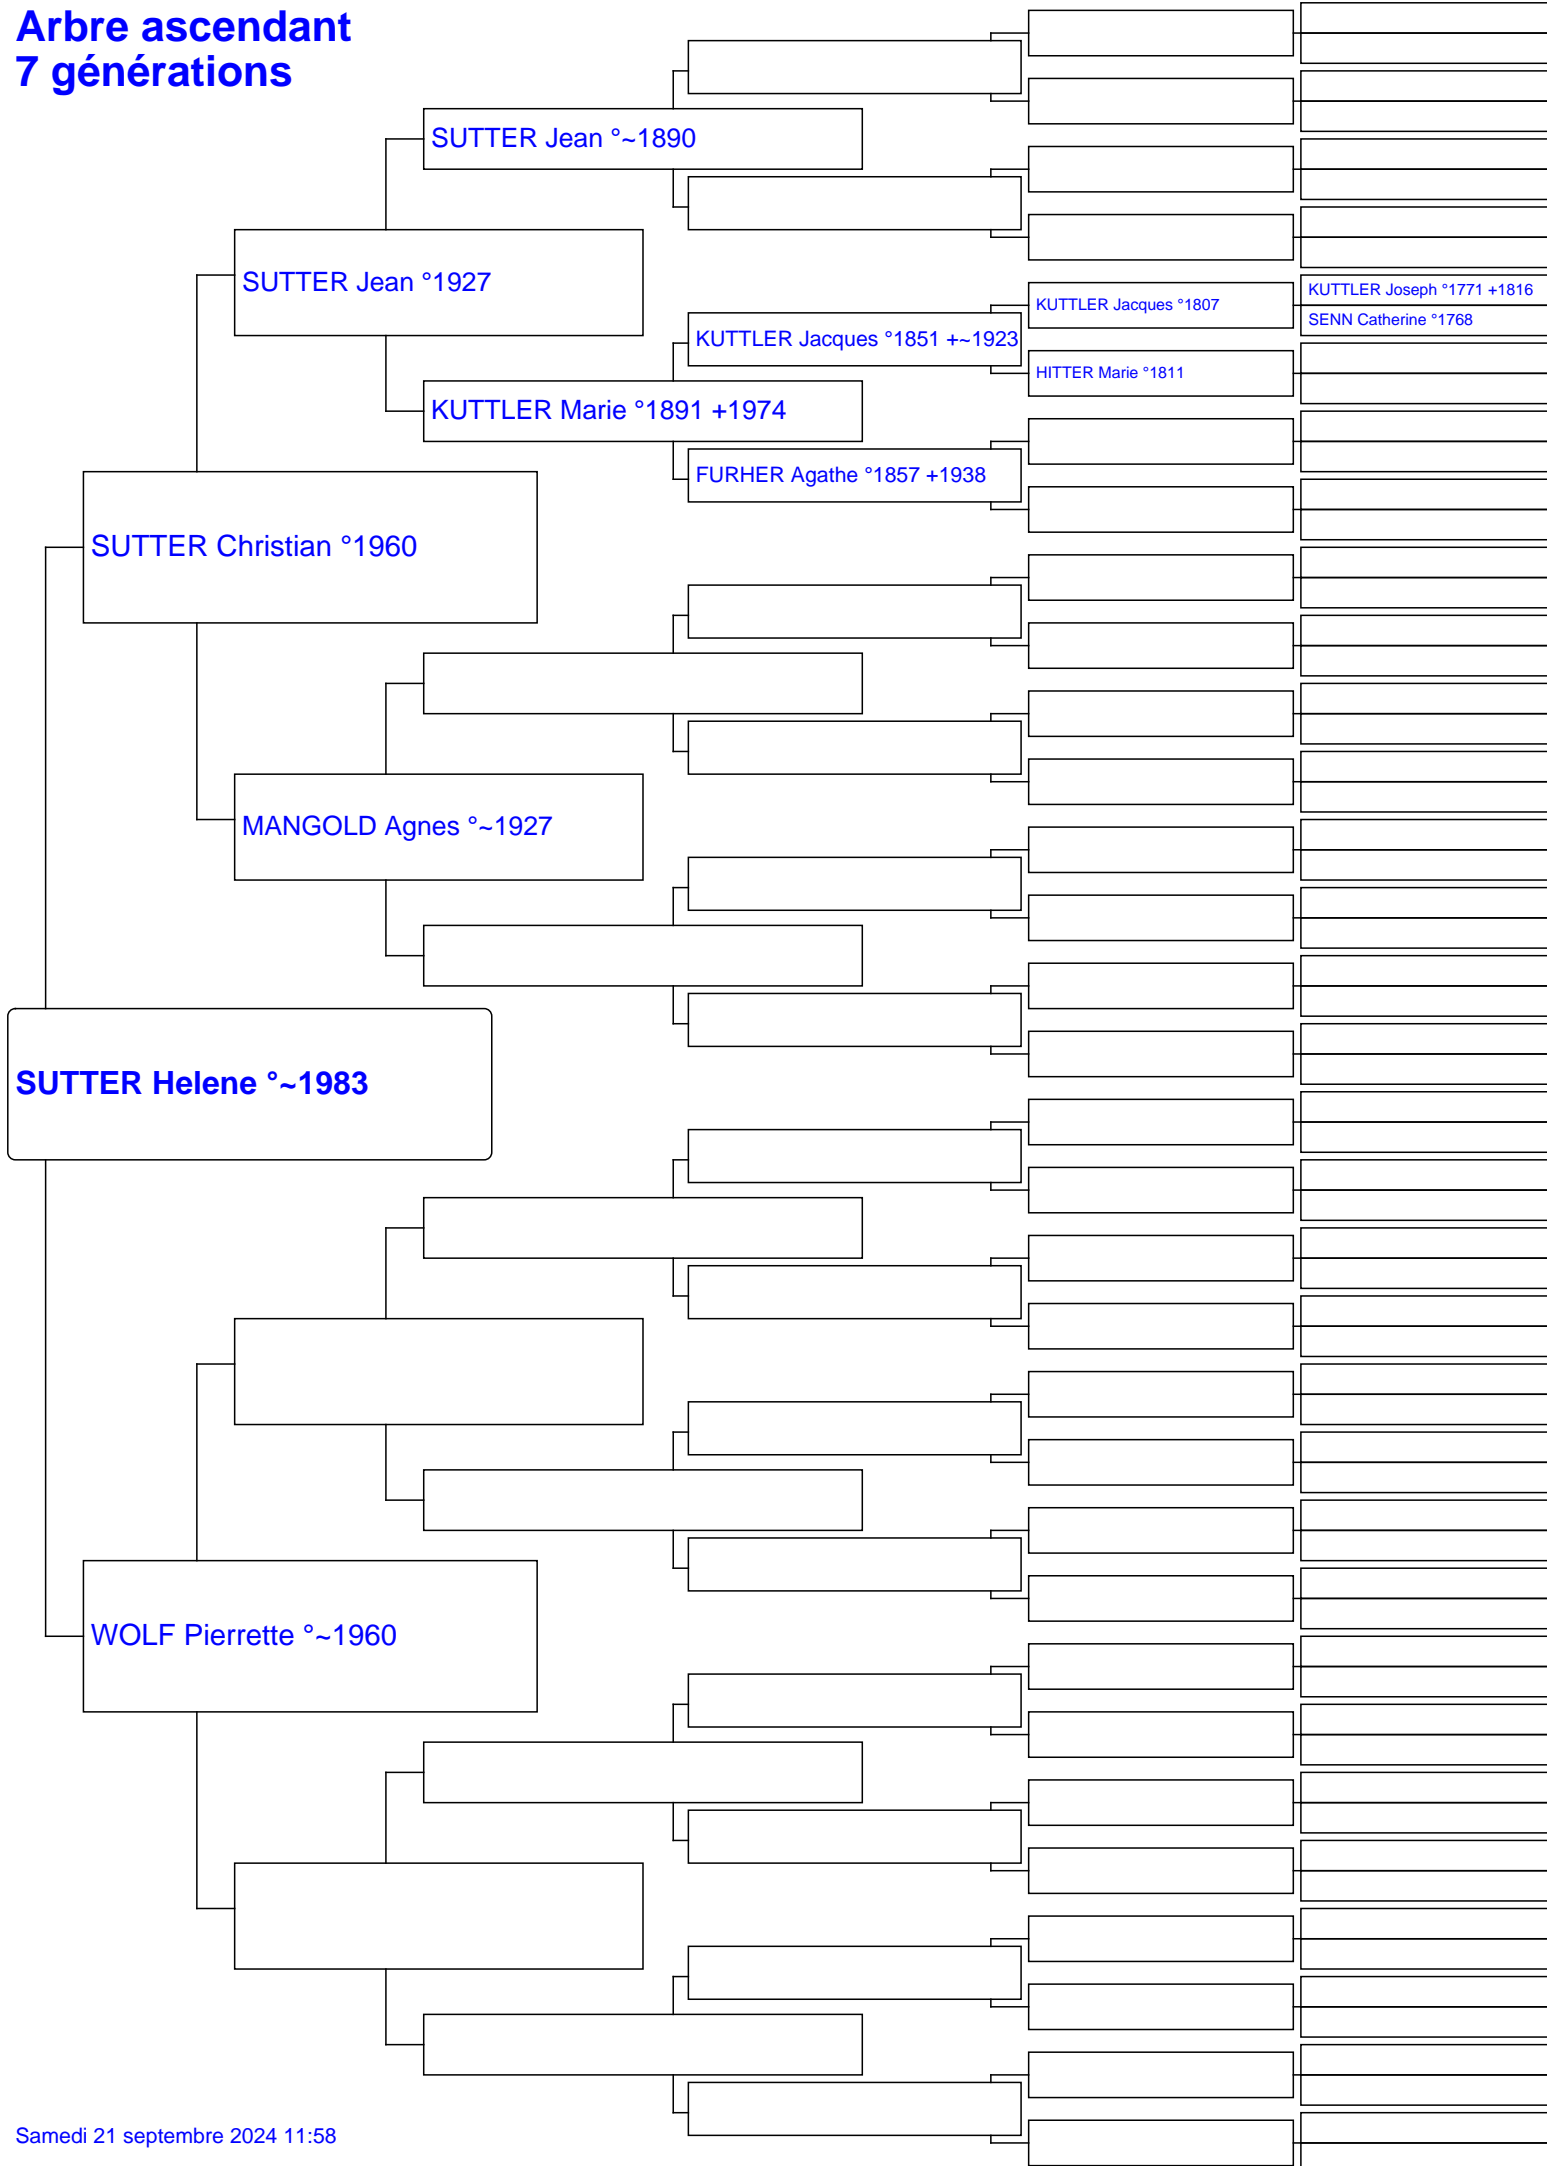 Arbre ascendant
7 générations
SUTTER Jean °~1890
SUTTER Jean °1927
KUTTLER Joseph °1771 +1816
KUTTLER Jacques °1807
SENN Catherine °1768
KUTTLER Jacques °1851 +~1923
HITTER Marie °1811
KUTTLER Marie °1891 +1974
FURHER Agathe °1857 +1938
SUTTER Christian °1960
MANGOLD Agnes °~1927
SUTTER Helene °~1983
WOLF Pierrette °~1960
Samedi 21 septembre 2024 11:58